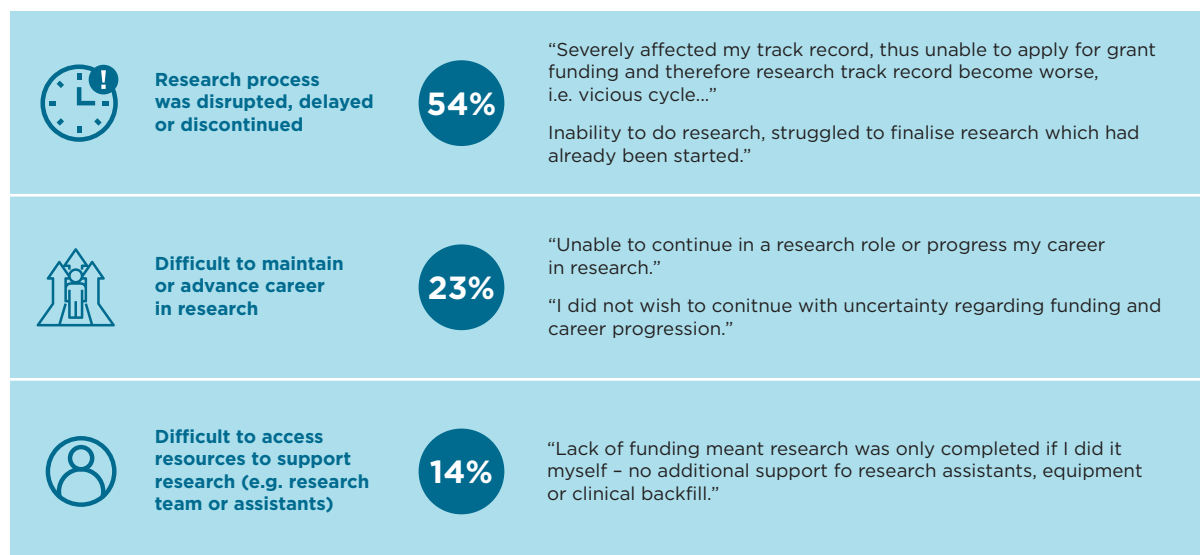 !
Research process
was disrupted, delayed
or discontinued
54%
“Severely affected my track record, thus unable to apply for grant
funding and therefore research track record become worse,
i.e. vicious cycle...”
Inability to do research, struggled to finalise research which had
already been started.”
Difficult to maintain
or advance career
in research
23%
“Unable to continue in a research role or progress my career
in research.”
“I did not wish to conitnue with uncertainty regarding funding and
career progression.”
Difficult to access
resources to support
research (e.g. research
team or assistants)
14%
“Lack of funding meant research was only completed if I did it
myself – no additional support fo research assistants, equipment
or clinical backfill.”